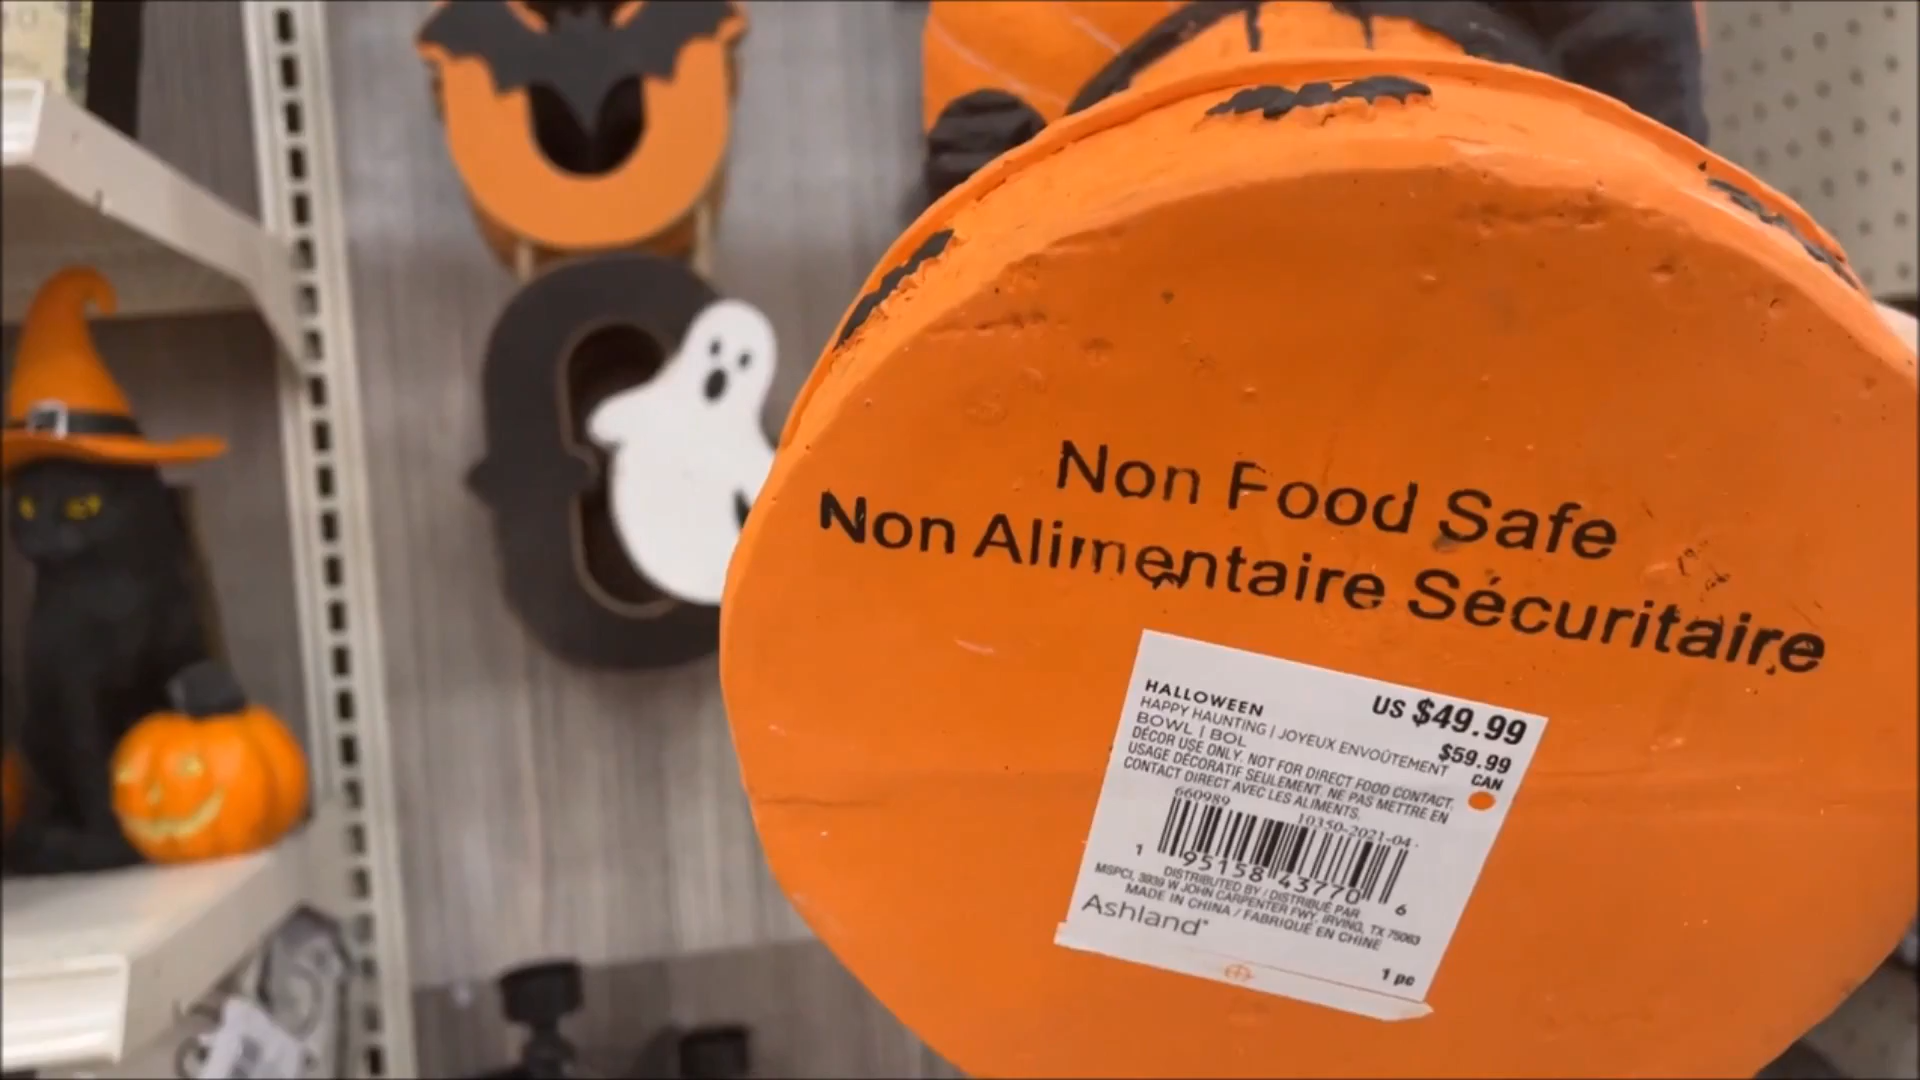 Non Food Safe
Non Alimentaire Sécuritaire
HALLOWEEN
US $49.99
HAPPY HAUNTING | JOYEUX ENVOÛTEMENT
$59.99
CAN
BOWL | BOL
DÉCOR USE ONLY. NOT FOR DIRECT FOOD CONTACT.
USAGE DÉCORATIF SEULEMENT. NE PAS METTRE EN
CONTACT DIRECT AVEC LES ALIMENTS.
660989
10350-2021-04
1 95158 43770 6
DISTRIBUTED BY / DISTRIBUÉ PAR
MSPCI, 3939 W JOHN CARPENTER FWY, IRVING, TX 75063
MADE IN CHINA / FABRIQUÉ EN CHINE
Ashland
1 pc